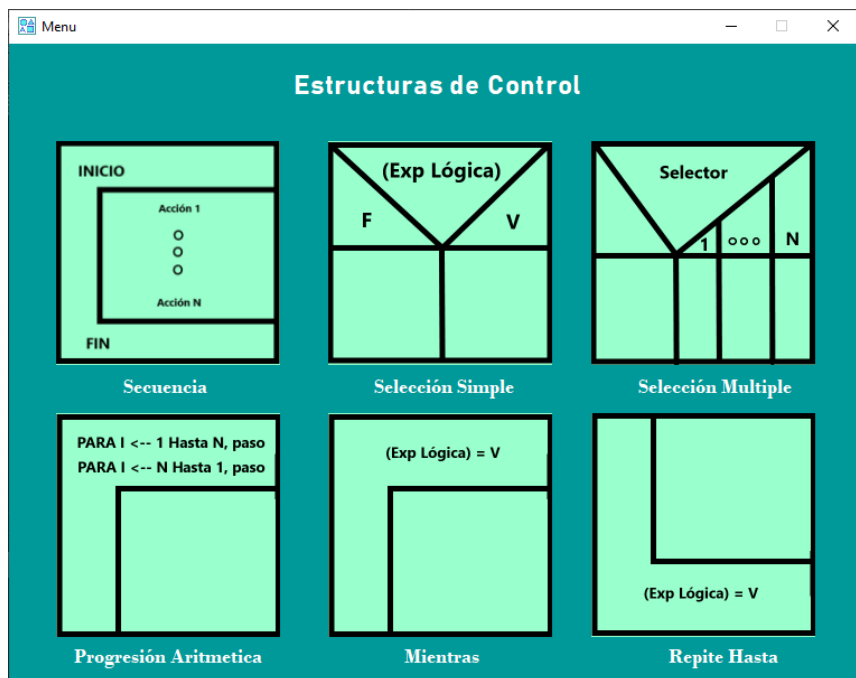 Menu
Estructuras de Control
INICIO
Acción 1
Acción N
FIN
Secuencia
(Exp Lógica)
F
V
Selección Simple
Selector
1
N
Selección Multiple
PARA I <-- 1 Hasta N, paso
PARA I <-- N Hasta 1, paso
Progresión Aritmetica
(Exp Lógica) = V
Mientras
(Exp Lógica) = V
Repite Hasta